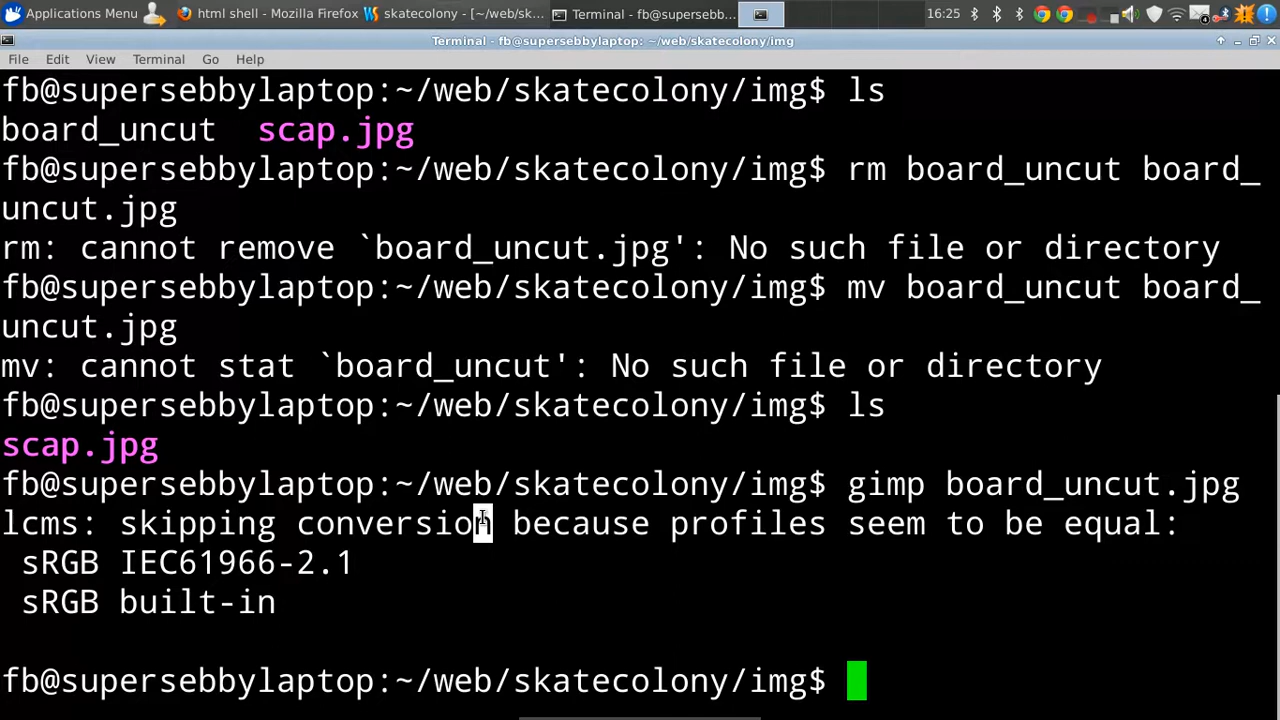 Applications Menu html shell - Mozilla Firefox skatecolony - [~/web/sk... Terminal - fb@supersebb... 16:25
Terminal - fb@supersebbylaptop: ~/web/skatecolony/img
File Edit View Terminal Go Help
fb@supersebbylaptop:~/web/skatecolony/img$ ls
board_uncut scap.jpg
fb@supersebbylaptop:~/web/skatecolony/img$ rm board_uncut board_
uncut.jpg
rm: cannot remove `board_uncut.jpg': No such file or directory
fb@supersebbylaptop:~/web/skatecolony/img$ mv board_uncut board_
uncut.jpg
mv: cannot stat `board_uncut': No such file or directory
fb@supersebbylaptop:~/web/skatecolony/img$ ls
scap.jpg
fb@supersebbylaptop:~/web/skatecolony/img$ gimp board_uncut.jpg
lcms: skipping conversion because profiles seem to be equal:
sRGB IEC61966-2.1
sRGB built-in
fb@supersebbylaptop:~/web/skatecolony/img$